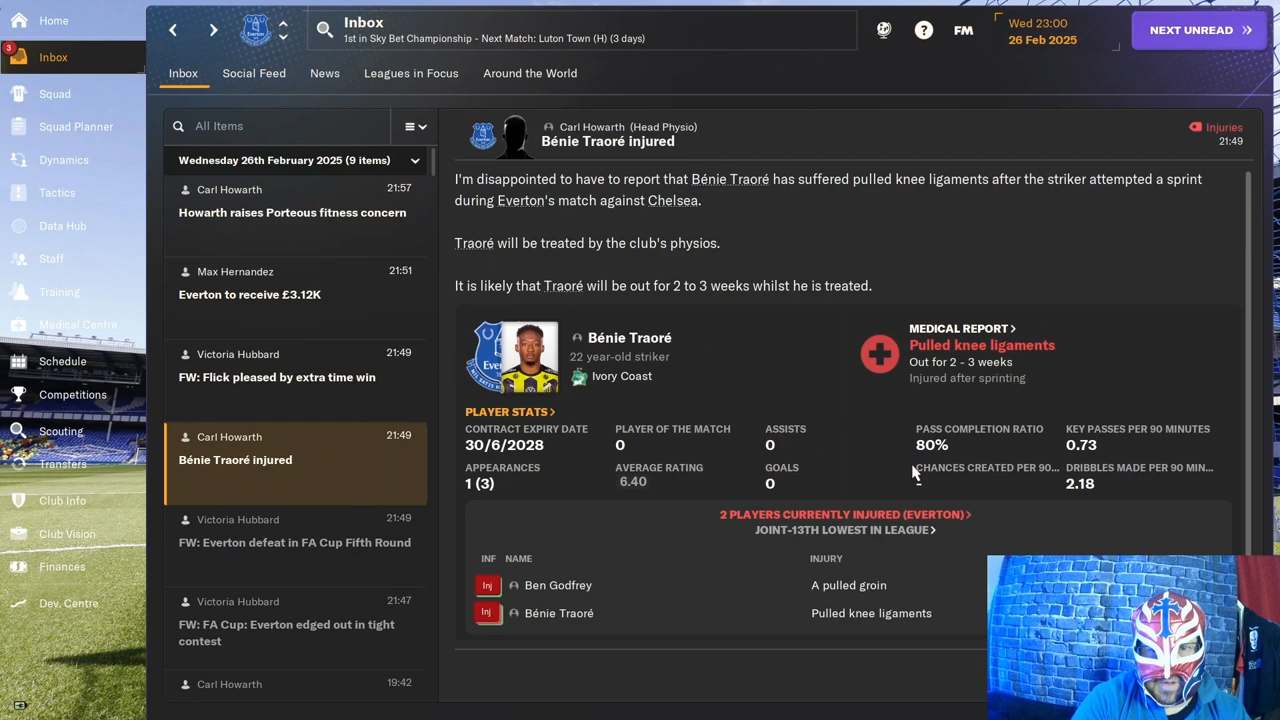 Home
3
Inbox
Squad
Squad Planner
Dynamics
Tactics
Data Hub
Staff
Training
Medical Centre
Schedule
Competitions
Scouting
Transfers
Club Info
Club Vision
Finances
Dev. Centre
Inbox
1st in Sky Bet Championship - Next Match: Luton Town (H) (3 days)
?
FM
Wed 23:00
26 Feb 2025
NEXT UNREAD
Inbox
Social Feed
News
Leagues in Focus
Around the World
All Items
Wednesday 26th February 2025 (9 items)
Carl Howarth 21:57
Howarth raises Porteous fitness concern
Max Hernandez 21:51
Everton to receive £3.12K
Victoria Hubbard 21:49
FW: Flick pleased by extra time win
Carl Howarth 21:49
Bénie Traoré injured
Victoria Hubbard 21:49
FW: Everton defeat in FA Cup Fifth Round
Victoria Hubbard 21:47
FW: FA Cup: Everton edged out in tight
contest
Carl Howarth 19:42
Carl Howarth (Head Physio)
Bénie Traoré injured
Injuries
21:49
I'm disappointed to have to report that Bénie Traoré has suffered pulled knee ligaments after the striker attempted a sprint
during Everton's match against Chelsea.
Traoré will be treated by the club's physios.
It is likely that Traoré will be out for 2 to 3 weeks whilst he is treated.
Bénie Traoré
22 year-old striker
Ivory Coast
MEDICAL REPORT >
Pulled knee ligaments
Out for 2 - 3 weeks
Injured after sprinting
PLAYER STATS >
CONTRACT EXPIRY DATE PLAYER OF THE MATCH ASSISTS PASS COMPLETION RATIO KEY PASSES PER 90 MINUTES
30/6/2028 0 0 80% 0.73
APPEARANCES AVERAGE RATING GOALS CHANCES CREATED PER 90... DRIBBLES MADE PER 90 MIN...
1 (3) 6.40 0 - 2.18
2 PLAYERS CURRENTLY INJURED (EVERTON) >
JOINT-13TH LOWEST IN LEAGUE >
INF NAME INJURY
Inj Ben Godfrey A pulled groin
Inj Bénie Traoré Pulled knee ligaments